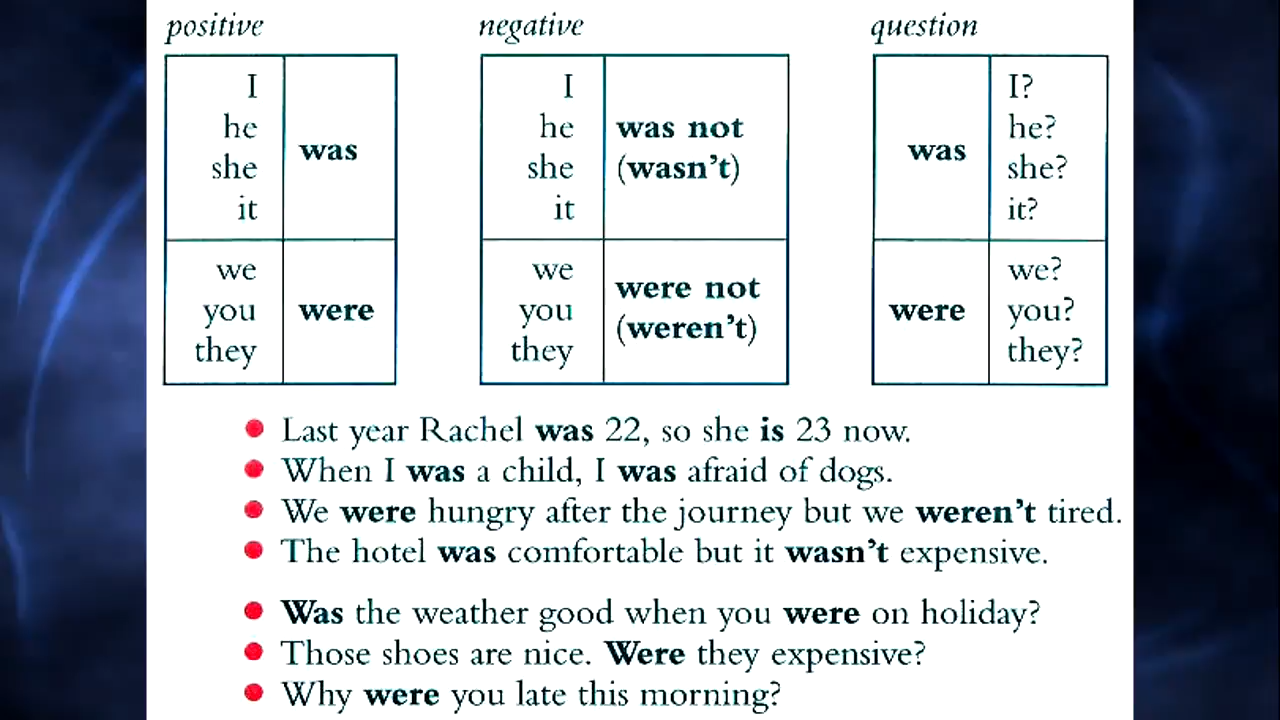 positive
I
he
she
it
was
we
you
they
were
negative
I
he
she
it
was not
(wasn't)
we
you
they
were not
(weren't)
question
was
I?
he?
she?
it?
were
we?
you?
they?
Last year Rachel was 22, so she is 23 now.
When I was a child, I was afraid of dogs.
We were hungry after the journey but we weren't tired.
The hotel was comfortable but it wasn't expensive.
Was the weather good when you were on holiday?
Those shoes are nice. Were they expensive?
Why were you late this morning?